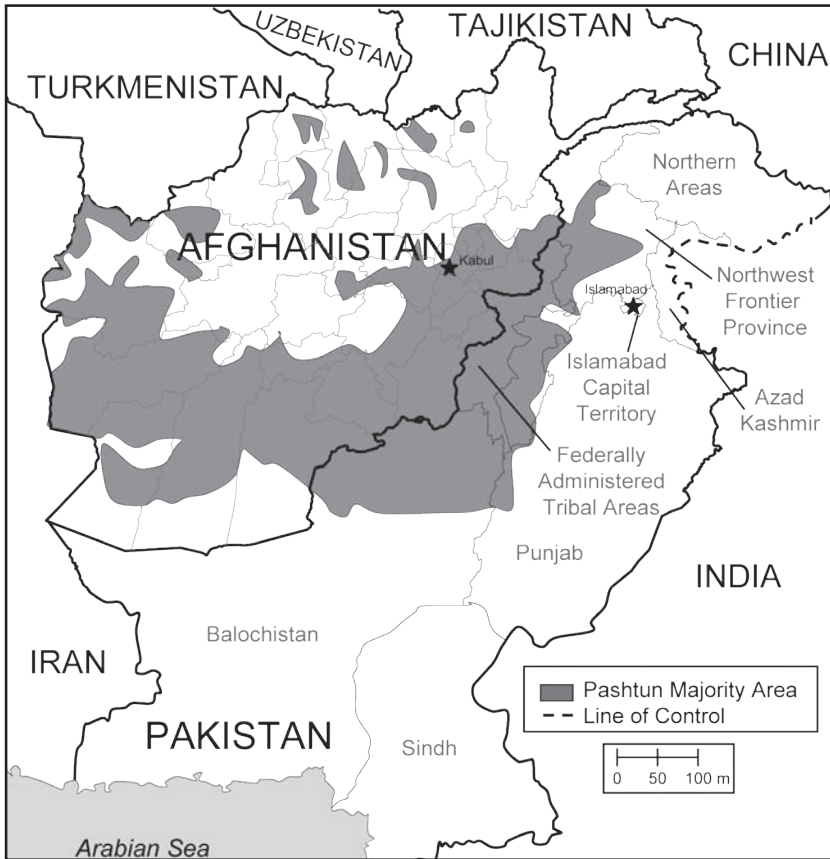 UZBEKISTAN
TAJIKISTAN
CHINA
TURKMENISTAN
Northern
Areas
AFGHANISTAN
Kabul
Northwest
Frontier
Province
Islamabad
Islamabad
Capital
Territory
Azad
Kashmir
Federally
Administered
Tribal Areas
Punjab
INDIA
Balochistan
IRAN
Pashtun Majority Area
Line of Control
PAKISTAN
Sindh
0 50 100 m
Arabian Sea